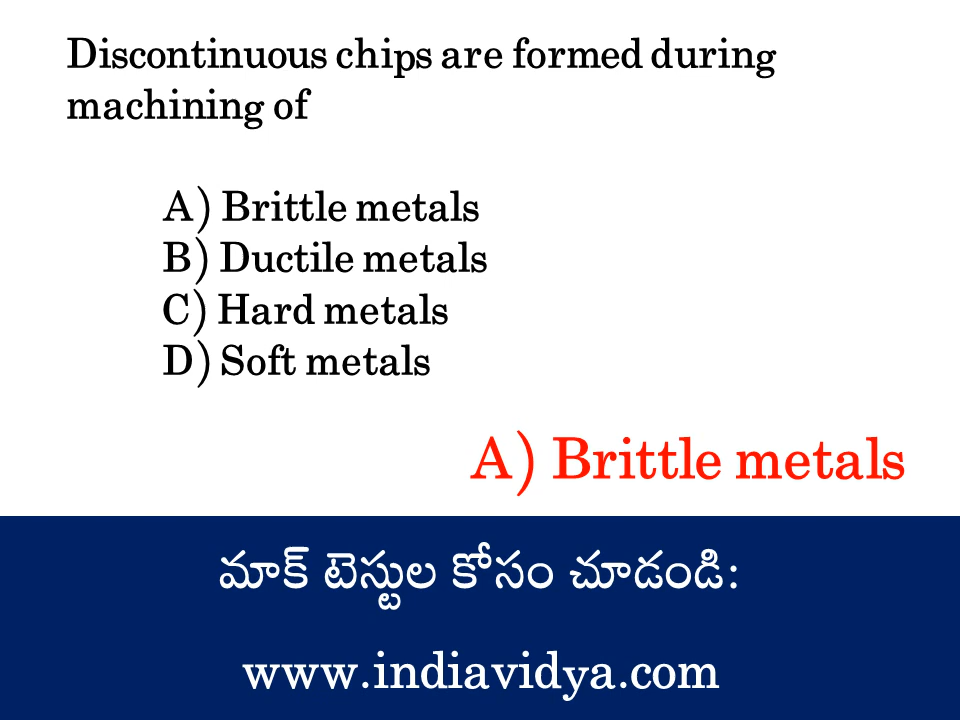 Discontinuous chips are formed during
machining of
A) Brittle metals
B) Ductile metals
C) Hard metals
D) Soft metals
A) Brittle metals
మాక్ టెస్టుల కోసం చూడండి:
www.indiavidya.com